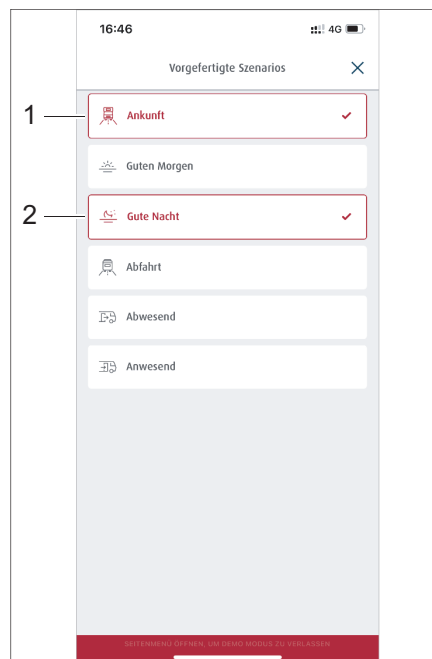 16:46 4G
Vorgefertigte Szenarios
1 Ankunft
Guten Morgen
2 Gute Nacht
Abfahrt
Abwesend
Anwesend
SEITENMENÜ ÖFFNEN, UM DEMO MODUS ZU VERLASSEN